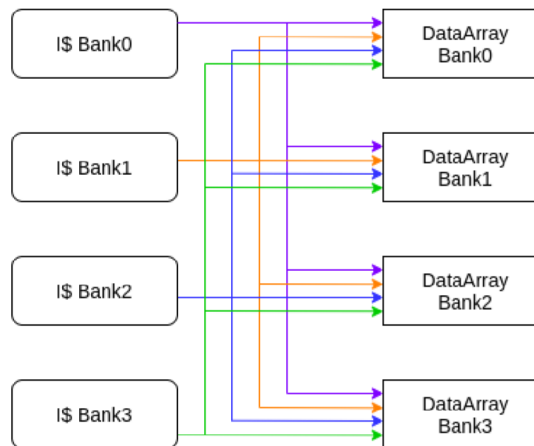 I$ Bank0
DataArray
Bank0
I$ Bank1
DataArray
Bank1
I$ Bank2
DataArray
Bank2
I$ Bank3
DataArray
Bank3